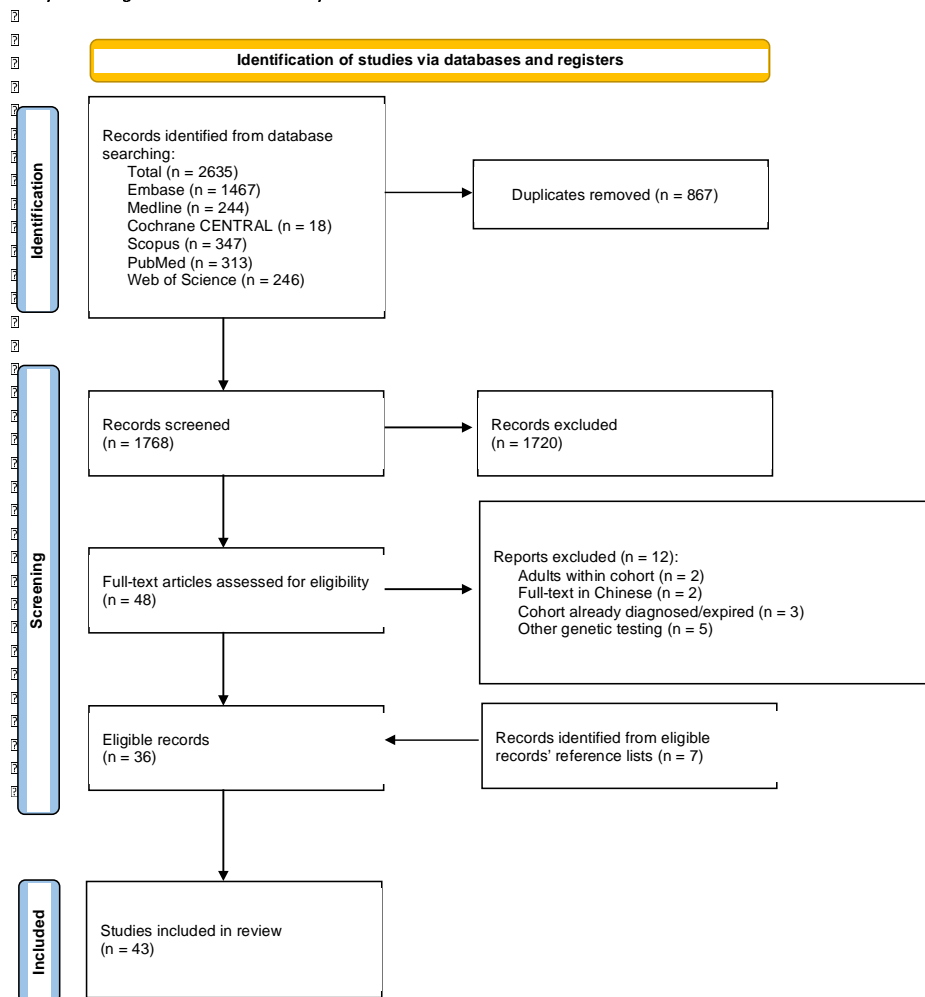 Identification of studies via databases and registers
Identification
Records identified from database
searching:
Total (n = 2635)
Embase (n = 1467)
Medline (n = 244)
Cochrane CENTRAL (n = 18)
Scopus (n = 347)
PubMed (n = 313)
Web of Science (n = 246)
Duplicates removed (n = 867)
Screening
Records screened
(n = 1768)
Records excluded
(n = 1720)
Full-text articles assessed for eligibility
(n = 48)
Reports excluded (n = 12):
Adults within cohort (n = 2)
Full-text in Chinese (n = 2)
Cohort already diagnosed/expired (n = 3)
Other genetic testing (n = 5)
Eligible records
(n = 36)
Records identified from eligible
records’ reference lists (n = 7)
Included
Studies included in review
(n = 43)